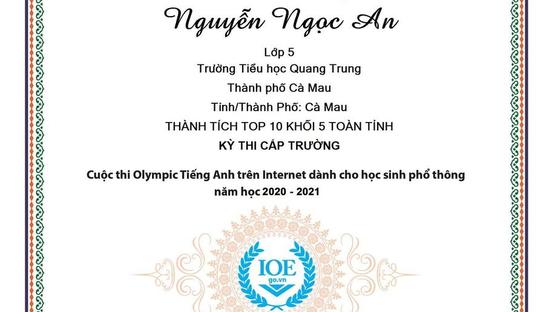 Nguyễn Ngọc An
Lớp 5
Trường Tiểu học Quang Trung
Thành phố Cà Mau
Tỉnh/Thành Phố: Cà Mau
THÀNH TÍCH TOP 10 KHỐI 5 TOÀN TỈNH
KỲ THI CẤP TRƯỜNG
Cuộc thi Olympic Tiếng Anh trên Internet dành cho học sinh phổ thông
năm học 2020 - 2021
IOE
go.vn